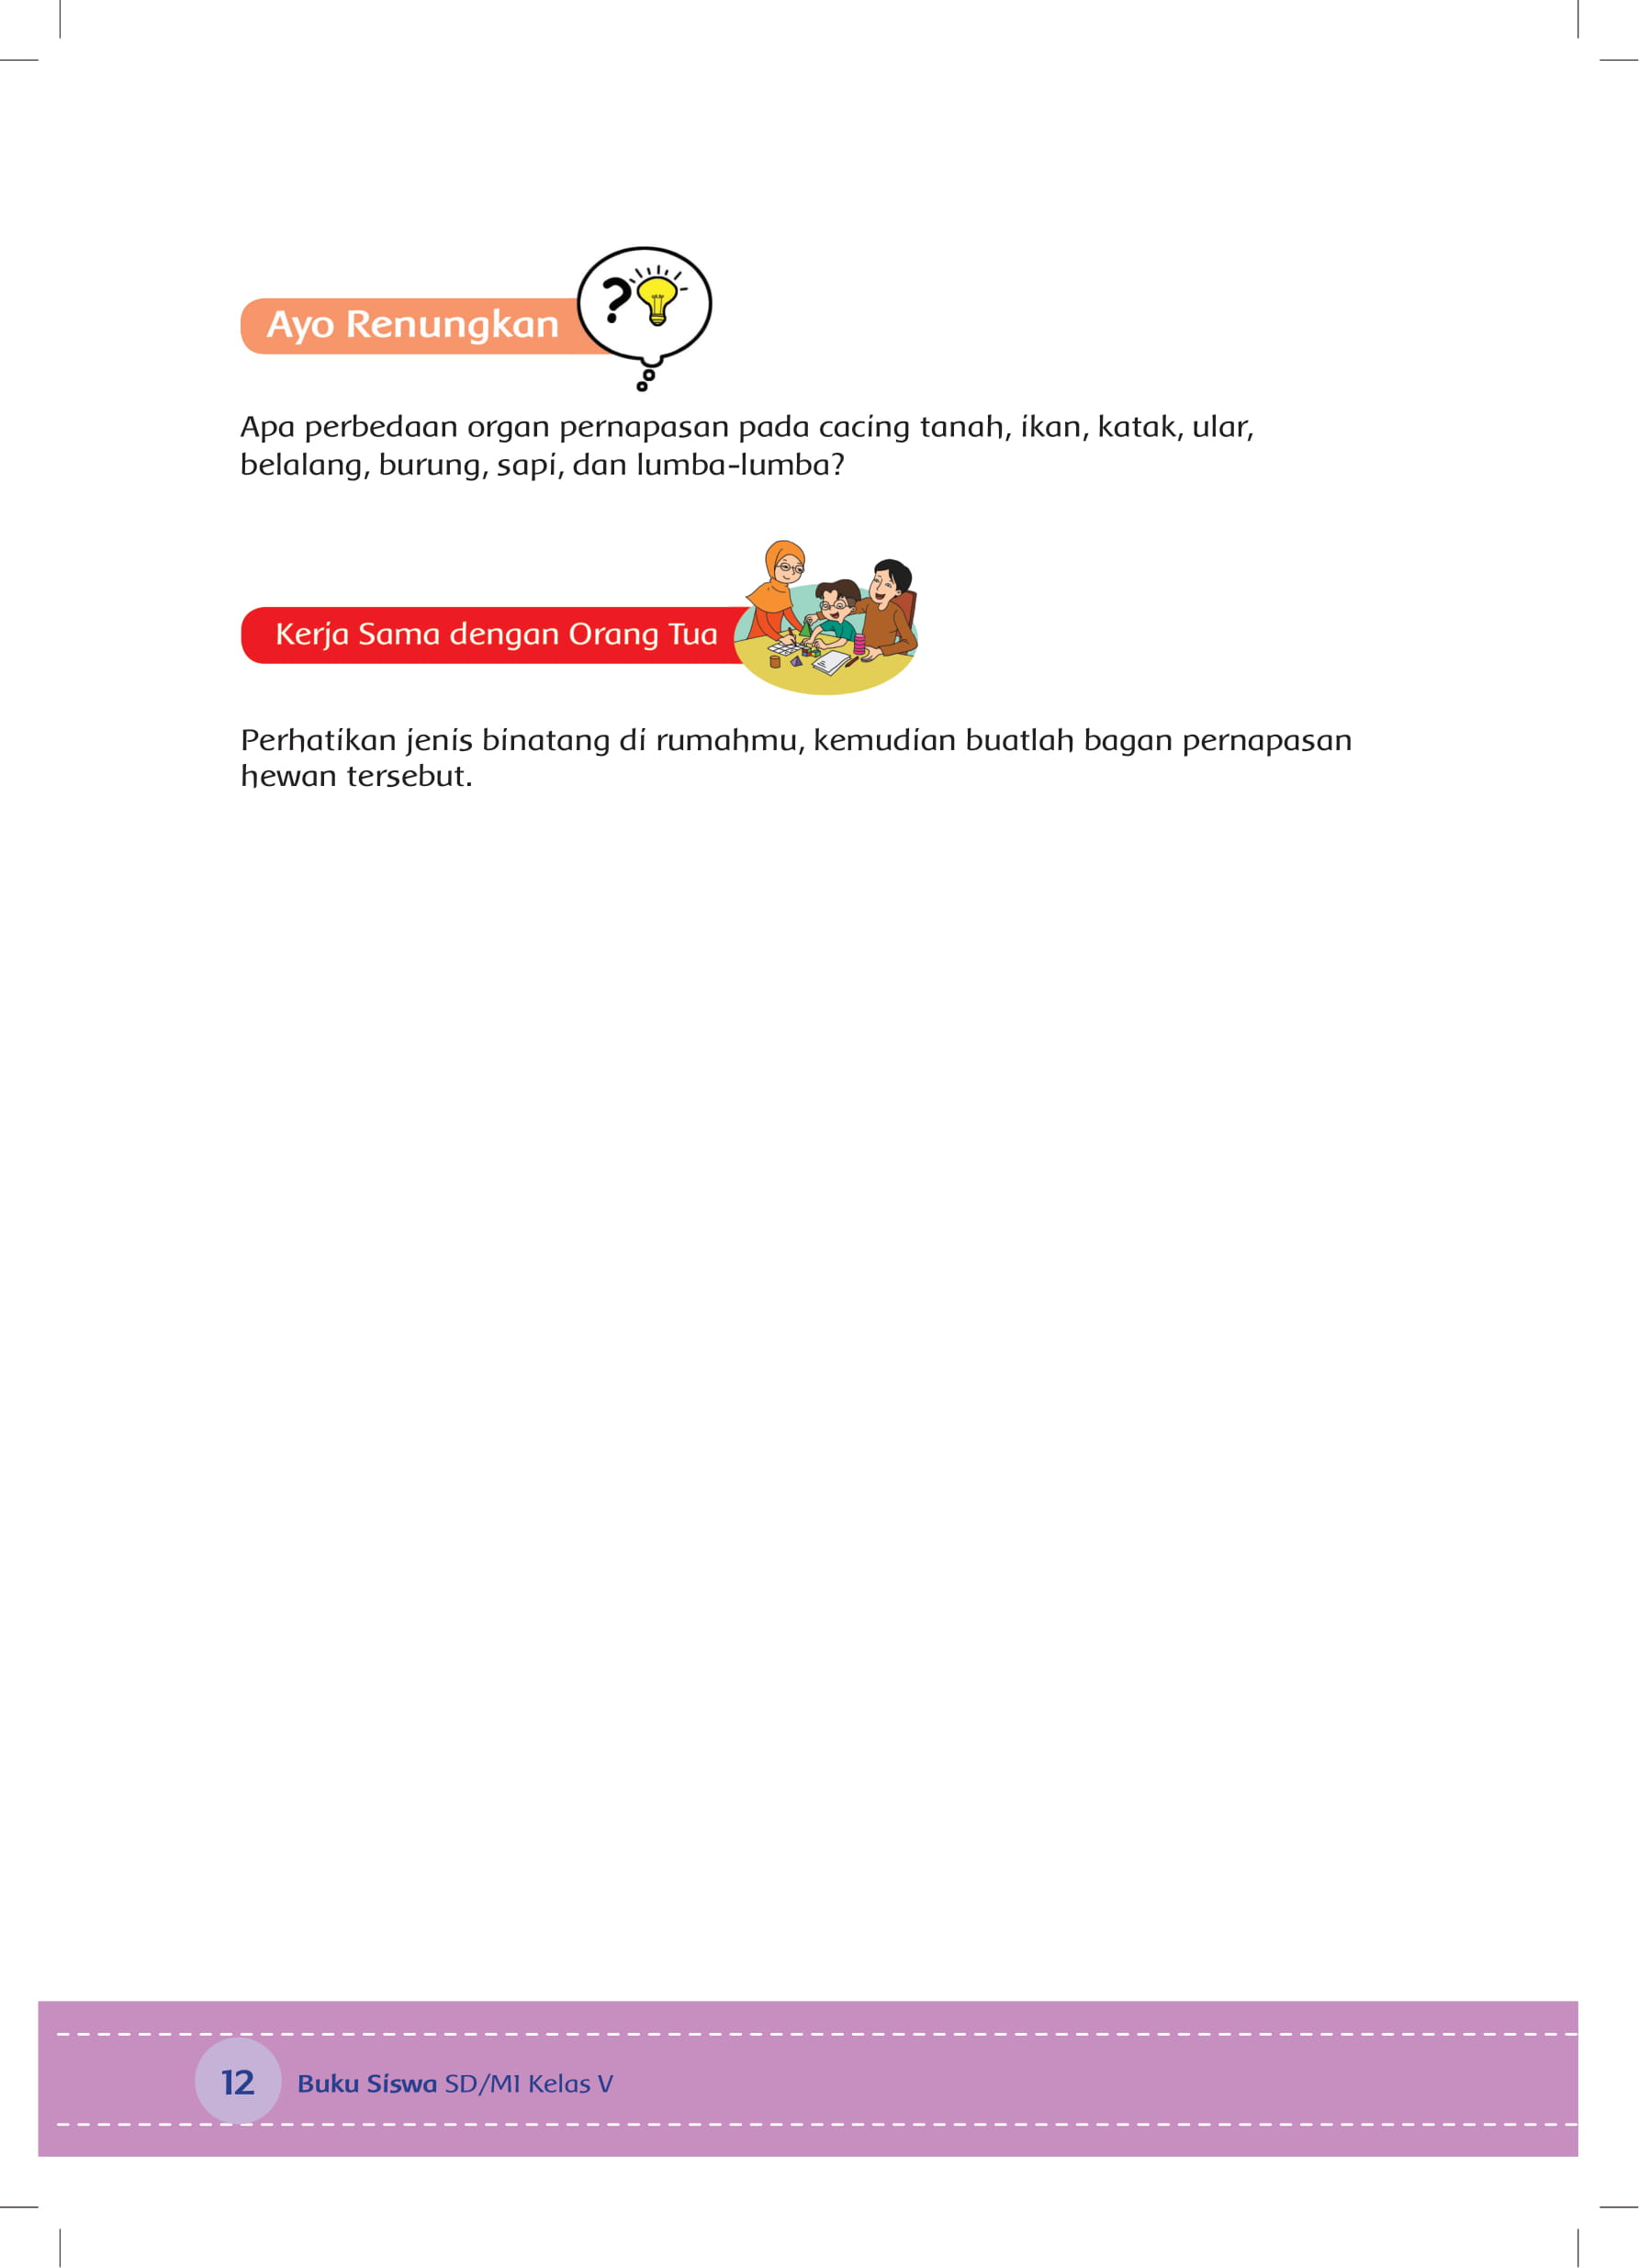 Ayo Renungkan
?
Apa perbedaan organ pernapasan pada cacing tanah, ikan, katak, ular,
belalang, burung, sapi, dan lumba-lumba?
Kerja Sama dengan Orang Tua
Perhatikan jenis binatang di rumahmu, kemudian buatlah bagan pernapasan
hewan tersebut.
12 Buku Siswa SD/MI Kelas V